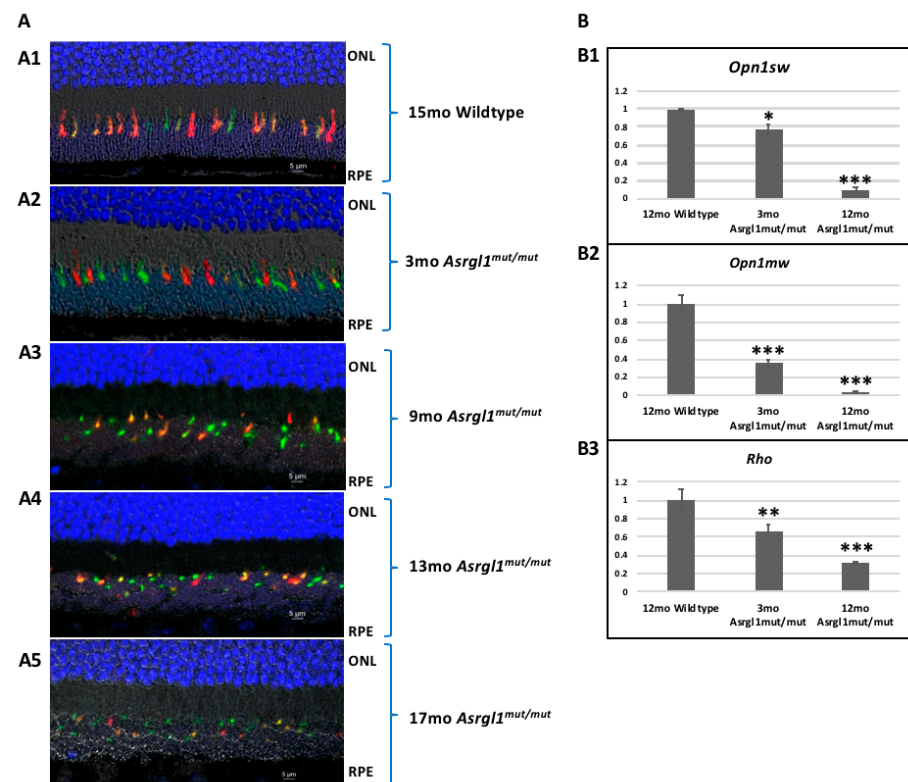 A
A1
ONL
15mo Wildtype
5 μm
RPE
A2
ONL
3mo Asrgl1mut/mut
5 μm
RPE
A3
ONL
9mo Asrgl1mut/mut
5 μm
RPE
A4
ONL
13mo Asrgl1mut/mut
5 μm
RPE
A5
ONL
17mo Asrgl1mut/mut
5 μm
RPE
B
B1
Opn1sw
1.2
1
0.8
0.6
0.4
0.2
0
*
***
12mo Wildtype 3mo 12mo
Asrgl1mut/mut Asrgl1mut/mut
B2
Opn1mw
1.2
1
0.8
0.6
0.4
0.2
0
***
***
12mo Wildtype 3mo 12mo
Asrgl1mut/mut Asrgl1mut/mut
B3
Rho
1.2
1
0.8
0.6
0.4
0.2
0
**
***
12mo Wildtype 3mo 12mo
Asrgl1mut/mut Asrgl1mut/mut